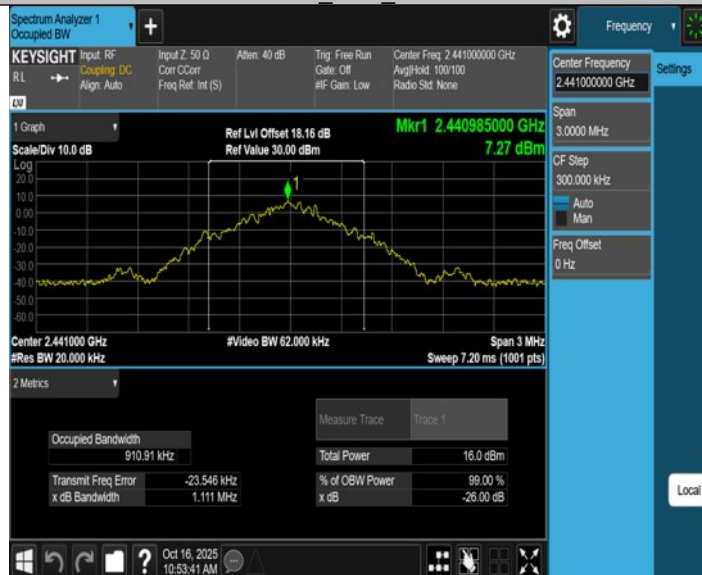 Spectrum Analyzer 1
Occupied BW
+
Frequency
KEYSIGHT
RL
LXI
Input: RF
Coupling: DC
Align: Auto
Input Z: 50 Ω
Corr CCorr
Freq Ref: Int (S)
Atten: 40 dB
Trig: Free Run
Gate: Off
#IF Gain: Low
Center Freq: 2.441000000 GHz
Avg|Hold: 100/100
Radio Std: None
Center Frequency
2.441000000 GHz
Settings
Span
3.0000 MHz
CF Step
300.000 kHz
Auto
Man
Freq Offset
0 Hz
Local
1 Graph
Scale/Div 10.0 dB
Ref Lvl Offset 18.16 dB
Ref Value 30.00 dBm
Mkr1 2.440985000 GHz
7.27 dBm
Log
20.0
10.0
0.00
-10.0
-20.0
-30.0
-40.0
-50.0
-60.0
1
Center 2.441000 GHz
#Res BW 20.000 kHz
#Video BW 62.000 kHz
Span 3 MHz
Sweep 7.20 ms (1001 pts)
2 Metrics
Measure Trace Trace 1
Occupied Bandwidth
910.91 kHz
Total Power 16.0 dBm
Transmit Freq Error -23.546 kHz
% of OBW Power 99.00 %
x dB Bandwidth 1.111 MHz
x dB -26.00 dB
?
Oct 16, 2025
10:53:41 AM